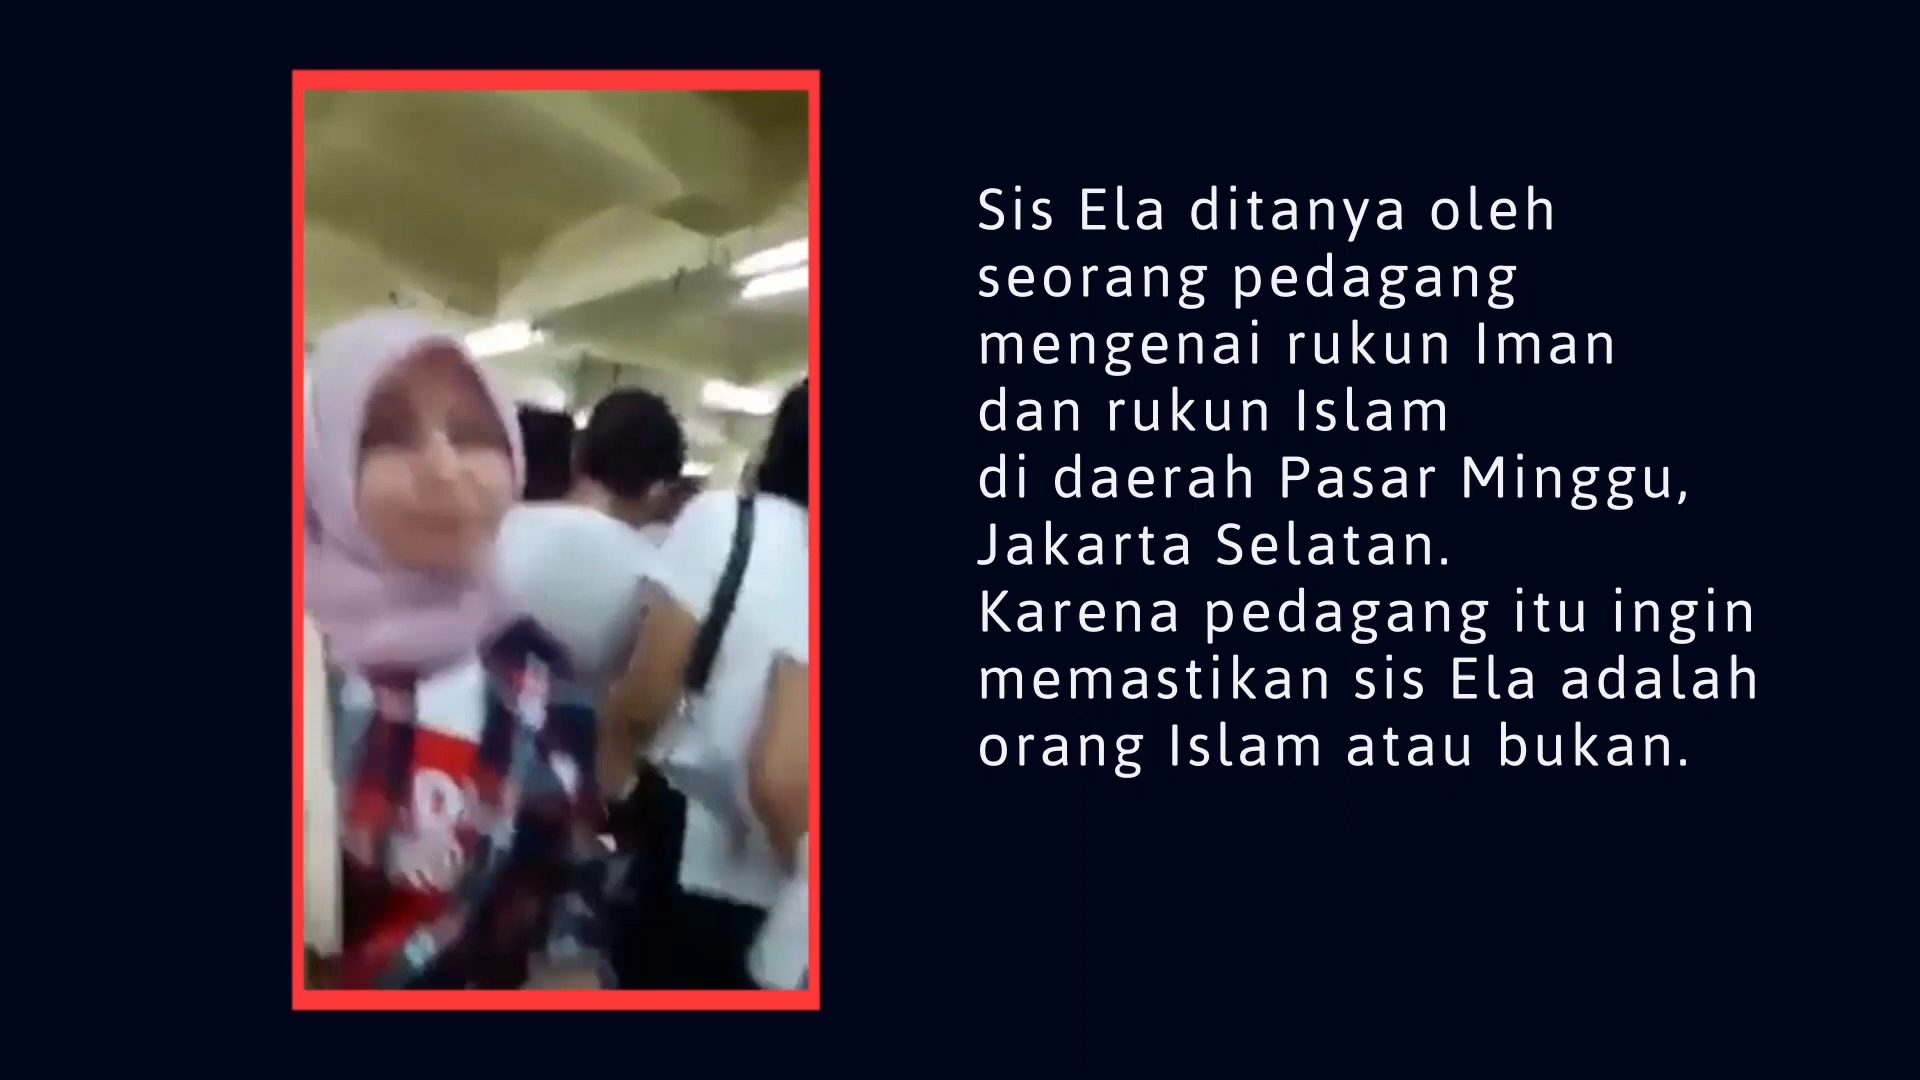 Sis Ela ditanya oleh
seorang pedagang
mengenai rukun Iman
dan rukun Islam
di daerah Pasar Minggu,
Jakarta Selatan.
Karena pedagang itu ingin
memastikan sis Ela adalah
orang Islam atau bukan.